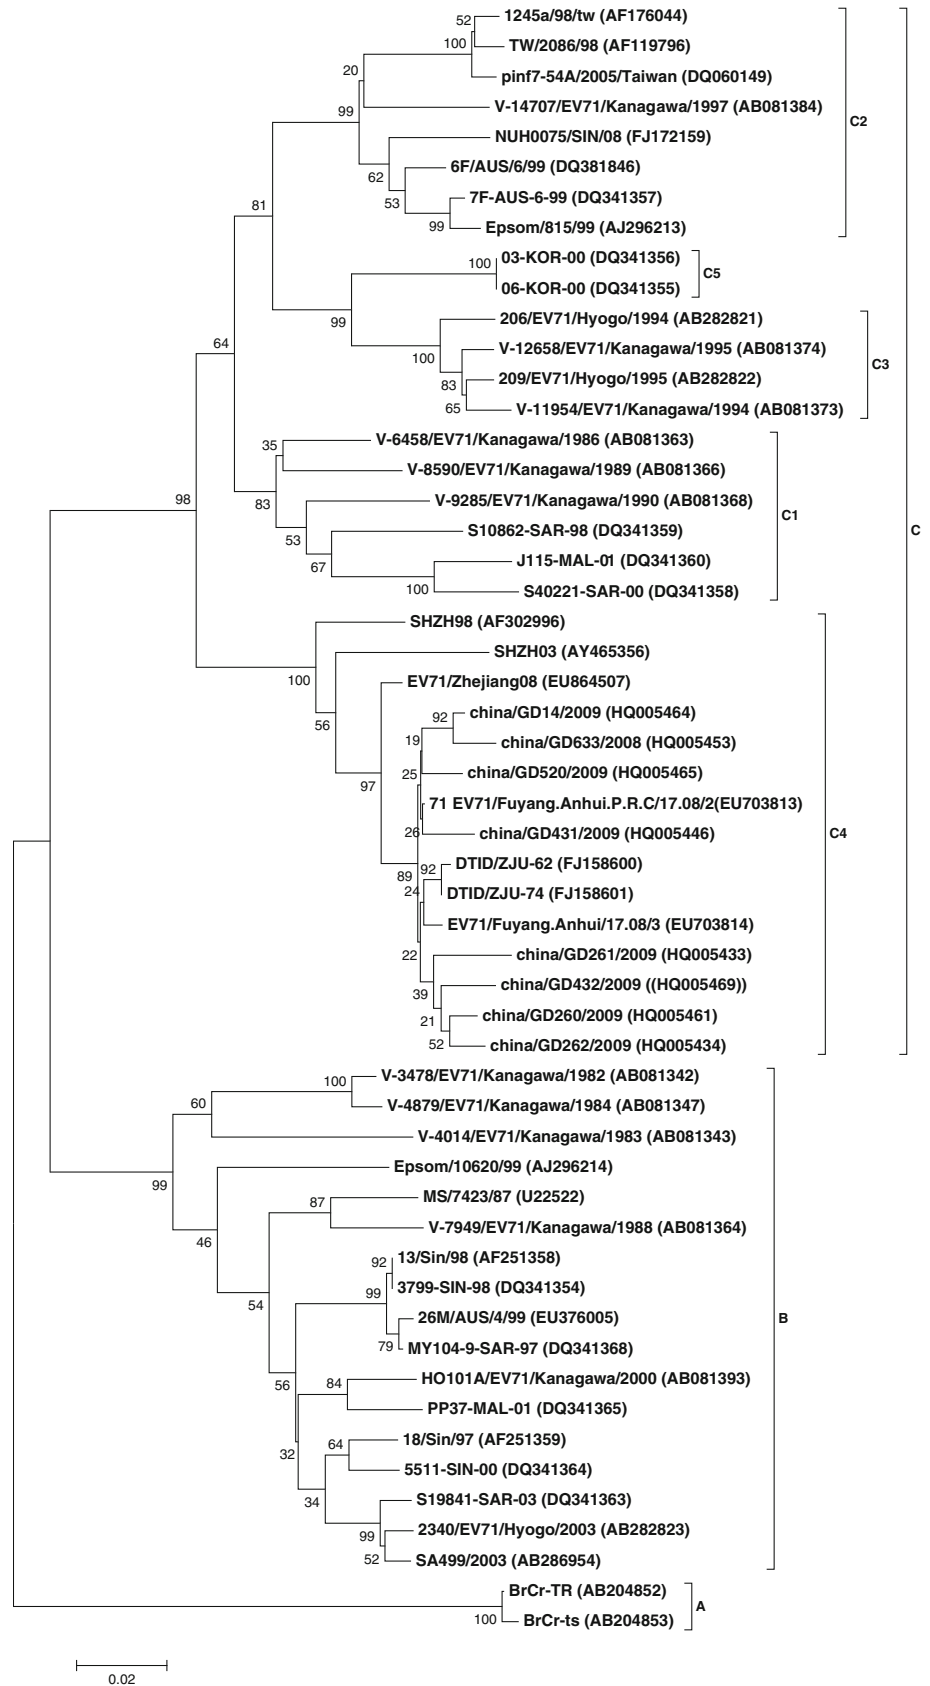 52
1245a/98/tw (AF176044)
100
TW/2086/98 (AF119796)
20
pinf7-54A/2005/Taiwan (DQ060149)
99
V-14707/EV71/Kanagawa/1997 (AB081384)
C2
NUH0075/SIN/08 (FJ172159)
62
6F/AUS/6/99 (DQ381846)
53
7F-AUS-6-99 (DQ341357)
81
99
Epsom/815/99 (AJ296213)
100
03-KOR-00 (DQ341356)
C5
06-KOR-00 (DQ341355)
99
206/EV71/Hyogo/1994 (AB282821)
64
100
V-12658/EV71/Kanagawa/1995 (AB081374)
C3
83
209/EV71/Hyogo/1995 (AB282822)
65
V-11954/EV71/Kanagawa/1994 (AB081373)
35
V-6458/EV71/Kanagawa/1986 (AB081363)
V-8590/EV71/Kanagawa/1989 (AB081366)
98
83
V-9285/EV71/Kanagawa/1990 (AB081368)
C1
53
S10862-SAR-98 (DQ341359)
C
67
J115-MAL-01 (DQ341360)
100
S40221-SAR-00 (DQ341358)
SHZH98 (AF302996)
SHZH03 (AY465356)
100
EV71/Zhejiang08 (EU864507)
56
92
china/GD14/2009 (HQ005464)
19
china/GD633/2008 (HQ005453)
25
china/GD520/2009 (HQ005465)
97
71 EV71/Fuyang.Anhui.P.R.C/17.08/2(EU703813)
26
china/GD431/2009 (HQ005446)
C4
92
DTID/ZJU-62 (FJ158600)
89
24
DTID/ZJU-74 (FJ158601)
EV71/Fuyang.Anhui/17.08/3 (EU703814)
22
china/GD261/2009 (HQ005433)
39
china/GD432/2009 ((HQ005469))
21
china/GD260/2009 (HQ005461)
52
china/GD262/2009 (HQ005434)
100
V-3478/EV71/Kanagawa/1982 (AB081342)
60
V-4879/EV71/Kanagawa/1984 (AB081347)
V-4014/EV71/Kanagawa/1983 (AB081343)
99
Epsom/10620/99 (AJ296214)
87
MS/7423/87 (U22522)
46
V-7949/EV71/Kanagawa/1988 (AB081364)
92
13/Sin/98 (AF251358)
99
3799-SIN-98 (DQ341354)
54
26M/AUS/4/99 (EU376005)
B
79
MY104-9-SAR-97 (DQ341368)
56
84
HO101A/EV71/Kanagawa/2000 (AB081393)
PP37-MAL-01 (DQ341365)
32
64
18/Sin/97 (AF251359)
5511-SIN-00 (DQ341364)
34
S19841-SAR-03 (DQ341363)
99
2340/EV71/Hyogo/2003 (AB282823)
52
SA499/2003 (AB286954)
BrCr-TR (AB204852)
A
100
BrCr-ts (AB204853)
0.02